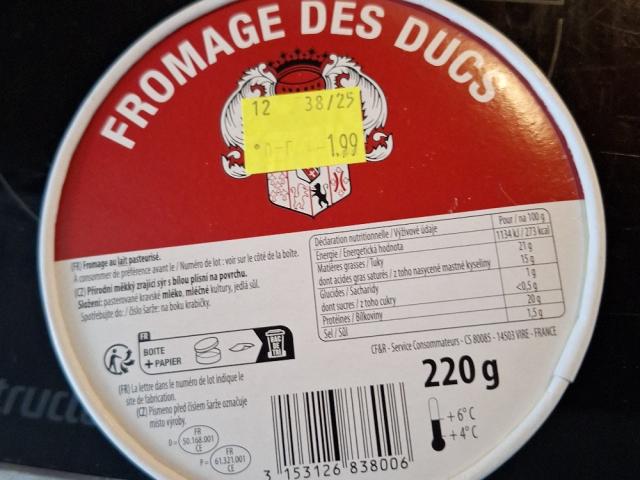 FROMAGE DES DUCS
12 38/25
1.99
(FR) Fromage au lait pasteurisé.
A consommer de préférence avant le / Numéro de lot : voir sur le côté de la boîte.
(CZ) Přírodní měkký zrající sýr s bílou plísní na povrchu.
Složení: pasterované kravské mléko, mléčné kultury, jedlá sůl.
Spotřebujte do: / číslo šarže: na boku krabičky.
Déclaration nutritionnelle / Výživové údaje Pour / na 100 g
Energie / Energetická hodnota 1134 kJ / 273 kcal
Matières grasses / Tuky 21 g
dont acides gras saturés / z toho nasycené mastné kyseliny 15 g
Glucides / Sacharidy 1 g
dont sucres / z toho cukry <0,5 g
Protéines / Bílkoviny 20 g
Sel / Sůl 1,5 g
CF&R - Service Consommateurs - CS 80085 - 14503 VIRE - FRANCE
FR
BOITE
+ PAPIER
BAC
DE
TRI
220 g
(FR) La lettre dans le numéro de lot indique le
site de fabrication.
(CZ) Písmeno před číslem šarže označuje
místo výroby.
+6°C
+4°C
D= FR
50.168.001
CE
P= FR
61.321.001
CE
3 153126 838006